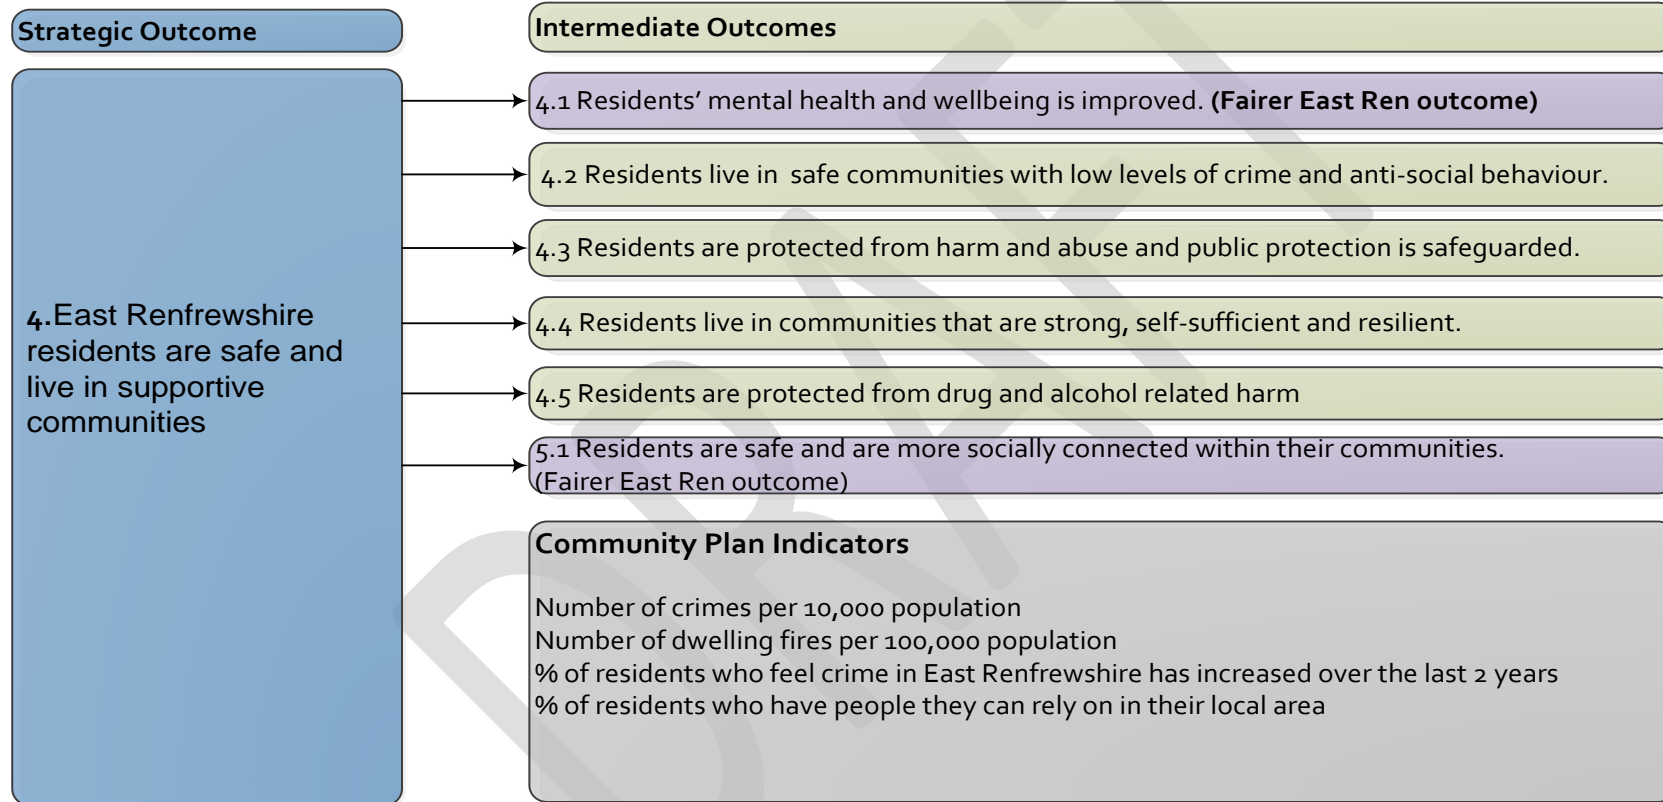 Strategic Outcome
Intermediate Outcomes
4.East Renfrewshire
residents are safe and
live in supportive
communities
4.1 Residents’ mental health and wellbeing is improved. (Fairer East Ren outcome)
4.2 Residents live in  safe communities with low levels of crime and anti-social behaviour.
4.3 Residents are protected from harm and abuse and public protection is safeguarded.
4.4 Residents live in communities that are strong, self-sufficient and resilient.
4.5 Residents are protected from drug and alcohol related harm
5.1 Residents are safe and are more socially connected within their communities.
(Fairer East Ren outcome)
Community Plan Indicators
Number of crimes per 10,000 population
Number of dwelling fires per 100,000 population
% of residents who feel crime in East Renfrewshire has increased over the last 2 years
% of residents who have people they can rely on in their local area
DRAFT